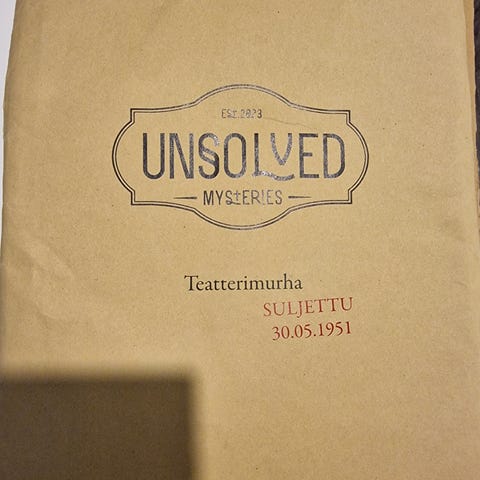 EST.2023
UNSOLVED
MYSTERIES
Teatterimurha
SULJETTU
30.05.1951